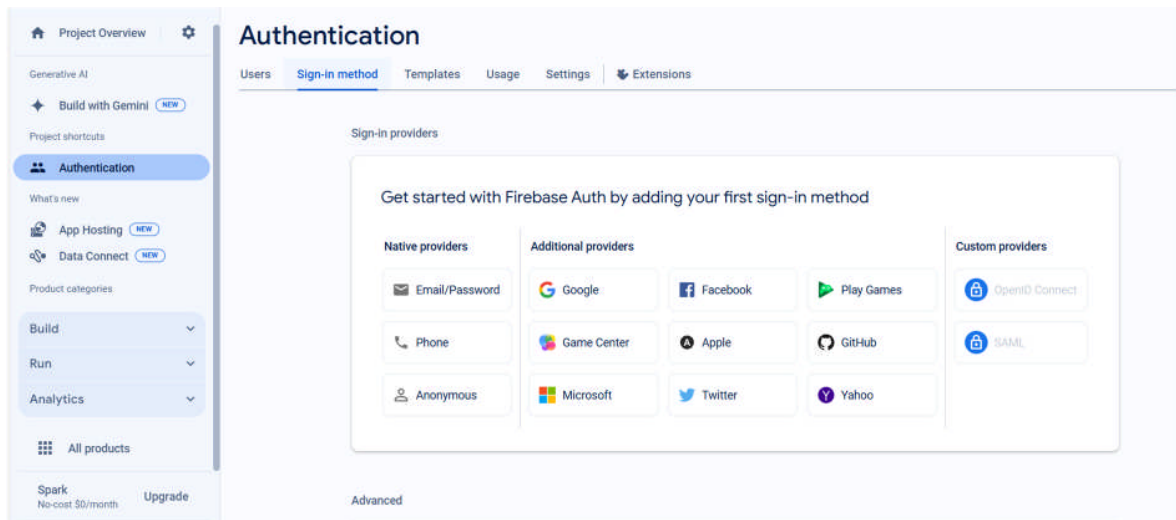 Project Overview
Generative AI
Build with Gemini NEW
Project shortcuts
Authentication
What's new
App Hosting NEW
Data Connect NEW
Product categories
Build
Run
Analytics
All products
Spark
No-cost $0/month
Upgrade
Authentication
Users Sign-in method Templates Usage Settings Extensions
Sign-in providers
Get started with Firebase Auth by adding your first sign-in method
Native providers
Email/Password
Phone
Anonymous
Additional providers
Google Facebook Play Games
Game Center Apple GitHub
Microsoft Twitter Yahoo
Custom providers
OpenID Connect
SAML
Advanced